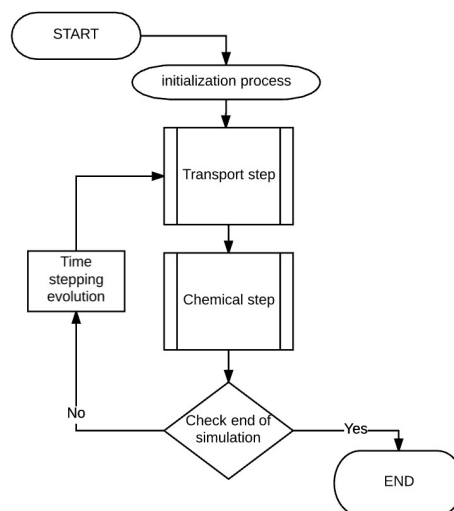 START
initialization process
Transport step
Time
stepping
evolution
Chemical step
No
Check end of
simulation
Yes
END